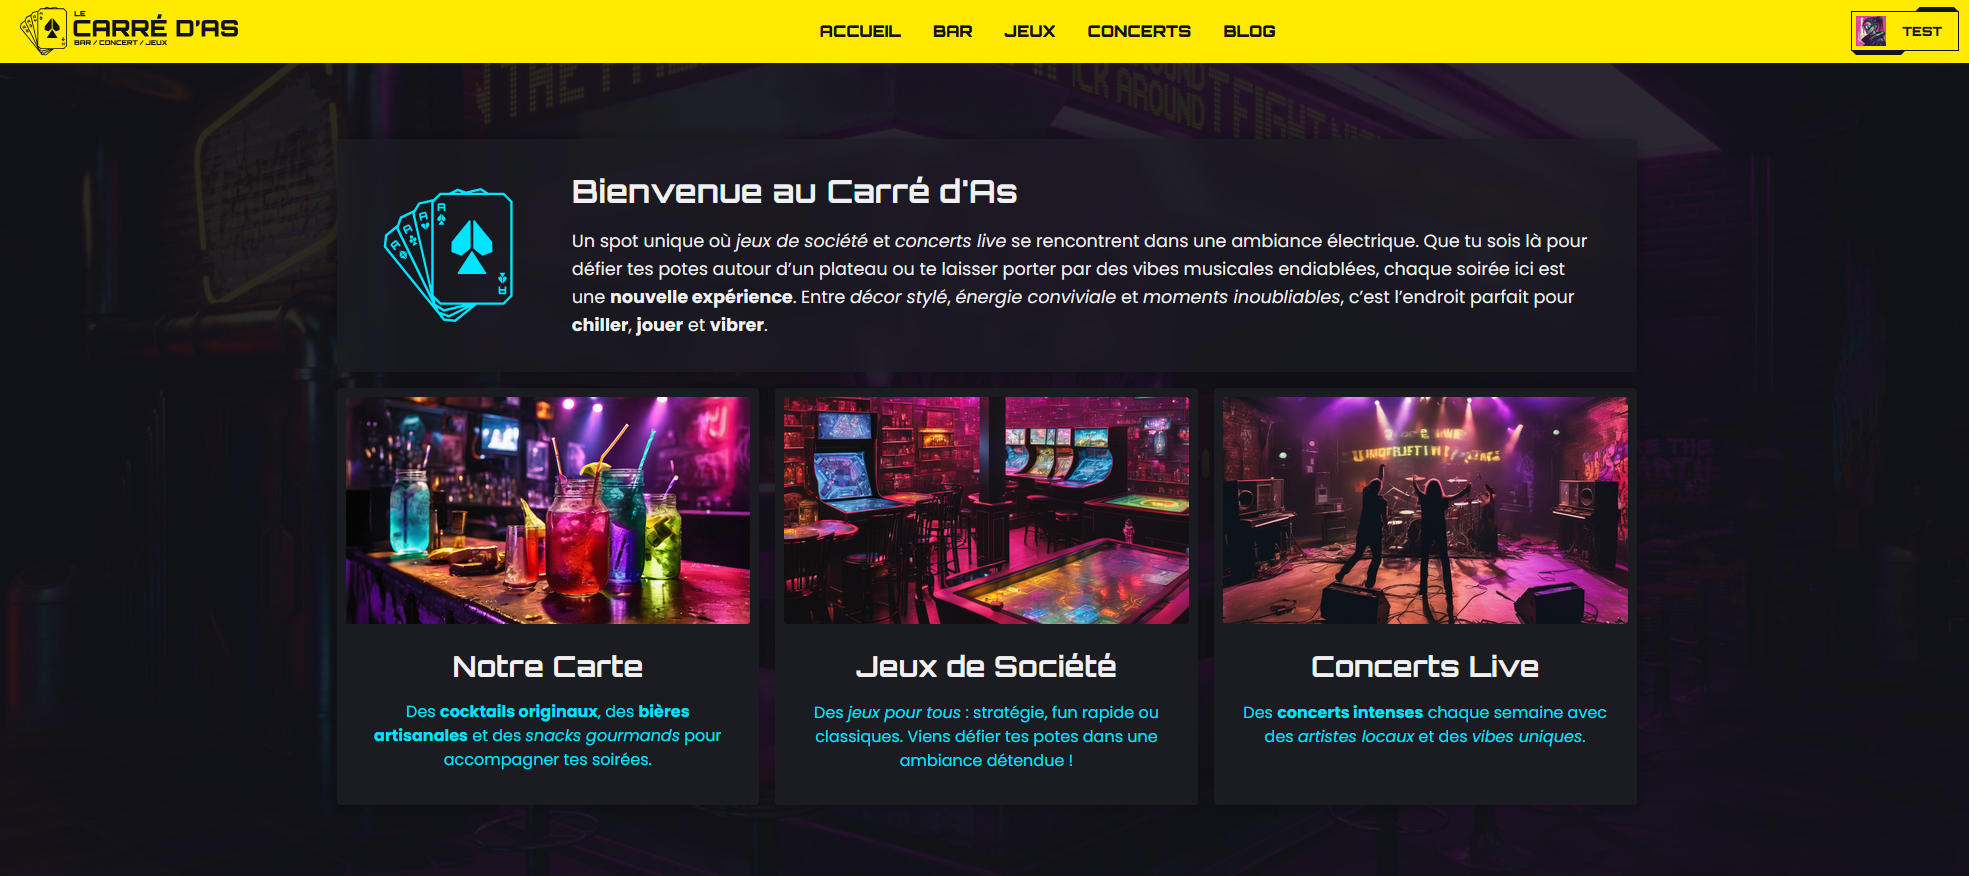 LE
CARRÉ D'AS
BAR / CONCERT / JEUX
ACCUEIL
BAR
JEUX
CONCERTS
BLOG
TEST
Bienvenue au Carré d'As
Un spot unique où jeux de société et concerts live se rencontrent dans une ambiance électrique. Que tu sois là pour
défier tes potes autour d’un plateau ou te laisser porter par des vibes musicales endiablées, chaque soirée ici est
une nouvelle expérience. Entre décor stylé, énergie conviviale et moments inoubliables, c’est l’endroit parfait pour
chiller, jouer et vibrer.
Notre Carte
Des cocktails originaux, des bières
artisanales et des snacks gourmands pour
accompagner tes soirées.
Jeux de Société
Des jeux pour tous : stratégie, fun rapide ou
classiques. Viens défier tes potes dans une
ambiance détendue !
Concerts Live
Des concerts intenses chaque semaine avec
des artistes locaux et des vibes uniques.